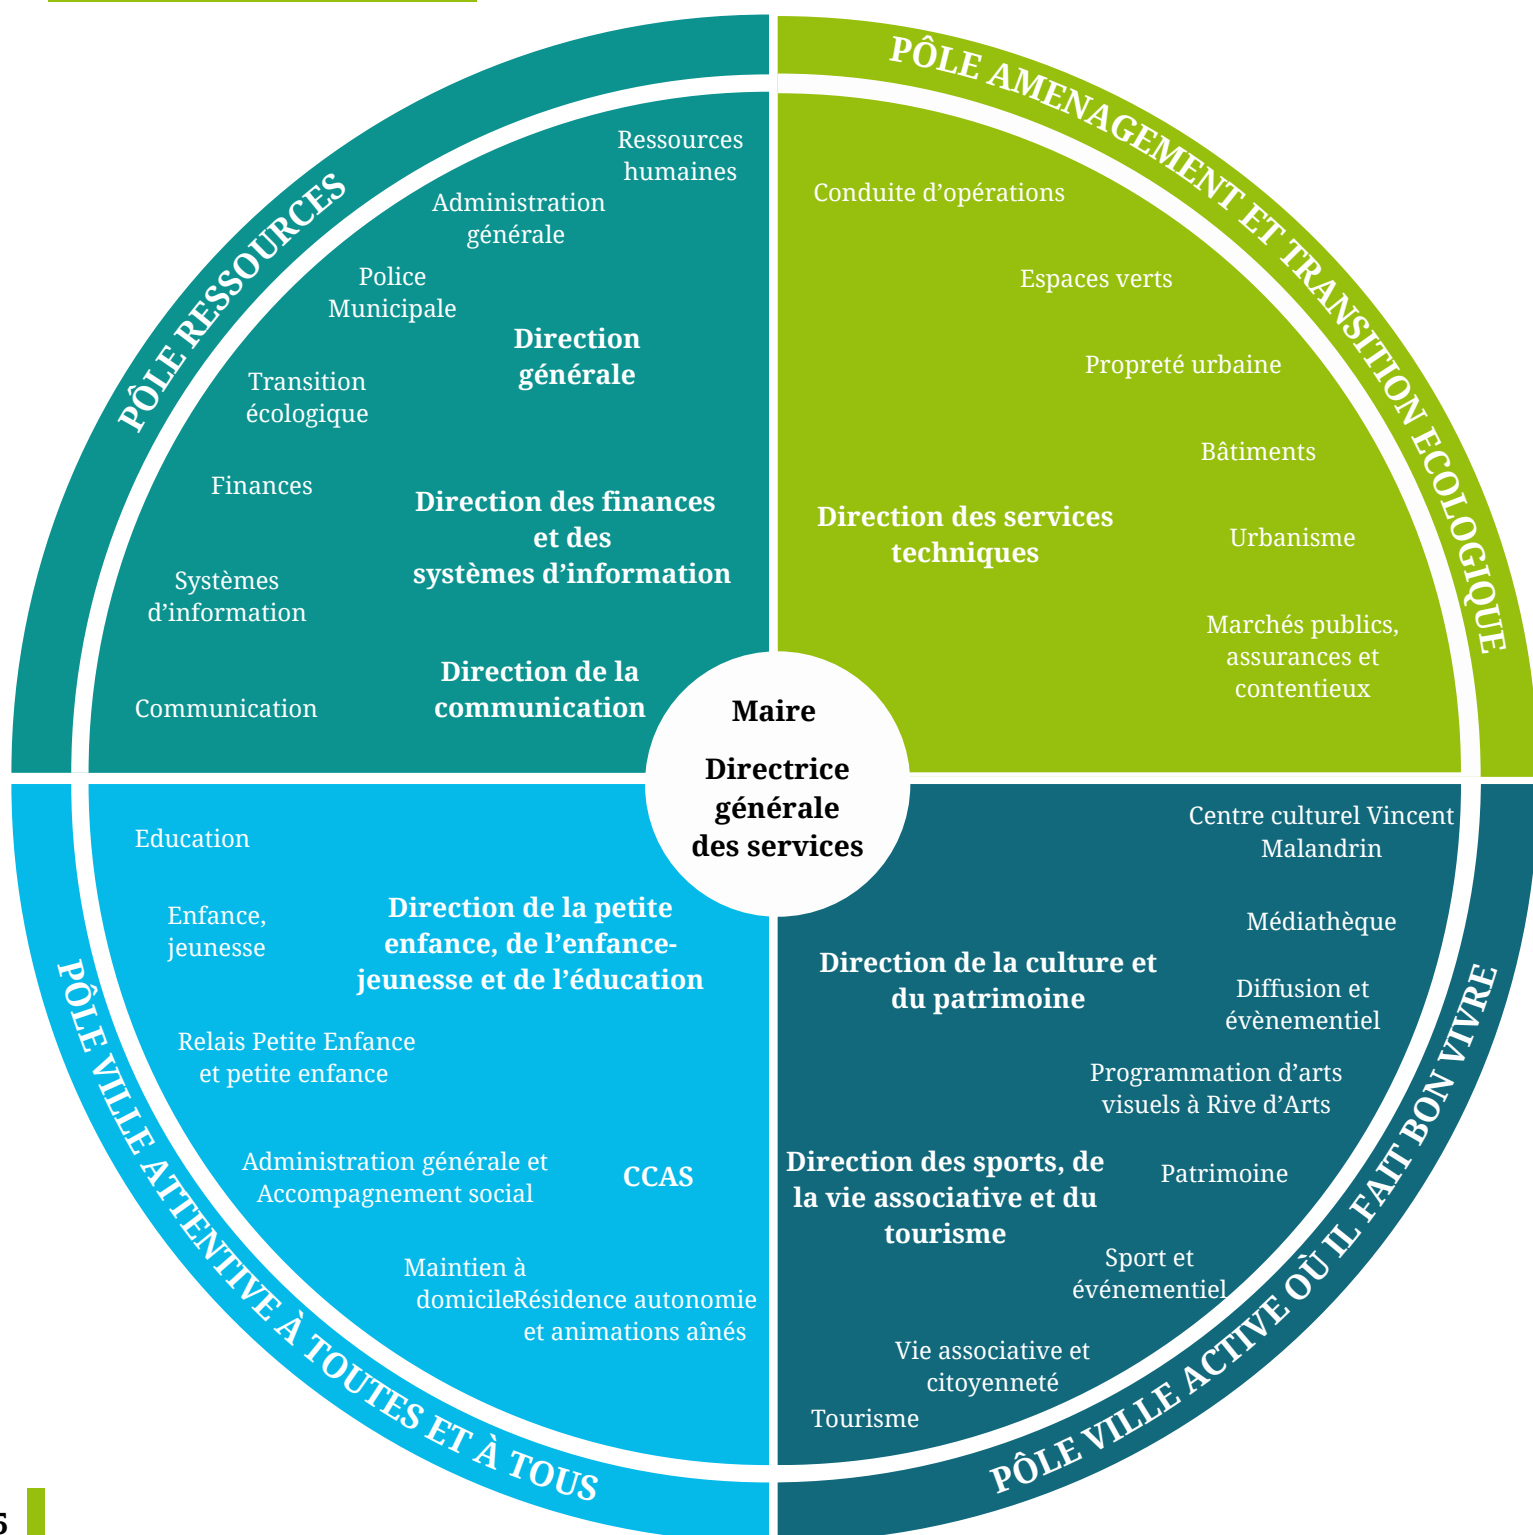 PÔLE RESSOURCES
Ressources
humaines
Administration
générale
Police
Municipale
Direction
générale
Transition
écologique
Finances
Direction des finances
et des
systèmes d’information
Systèmes
d’information
Direction de la
communication
Communication
PÔLE AMENAGEMENT ET TRANSITION ECOLOGIQUE
Conduite d’opérations
Espaces verts
Propreté urbaine
Bâtiments
Direction des services
techniques
Urbanisme
Marchés publics,
assurances et
contentieux
Maire
Directrice
générale
des services
Education
Enfance,
jeunesse
Direction de la petite
enfance, de l’enfance-
jeunesse et de l’éducation
Relais Petite Enfance
et petite enfance
Administration générale et
Accompagnement social
CCAS
Maintien à
domicile
Résidence autonomie
et animations aînés
PÔLE VILLE ATTENTIVE À TOUTES ET À TOUS
Centre culturel Vincent
Malandrin
Médiathèque
Direction de la culture et
du patrimoine
Diffusion et
évènementiel
Programmation d’arts
visuels à Rive d’Arts
Direction des sports, de
la vie associative et du
tourisme
Patrimoine
Sport et
événementiel
Vie associative et
citoyenneté
Tourisme
PÔLE VILLE ACTIVE OÙ IL FAIT BON VIVRE